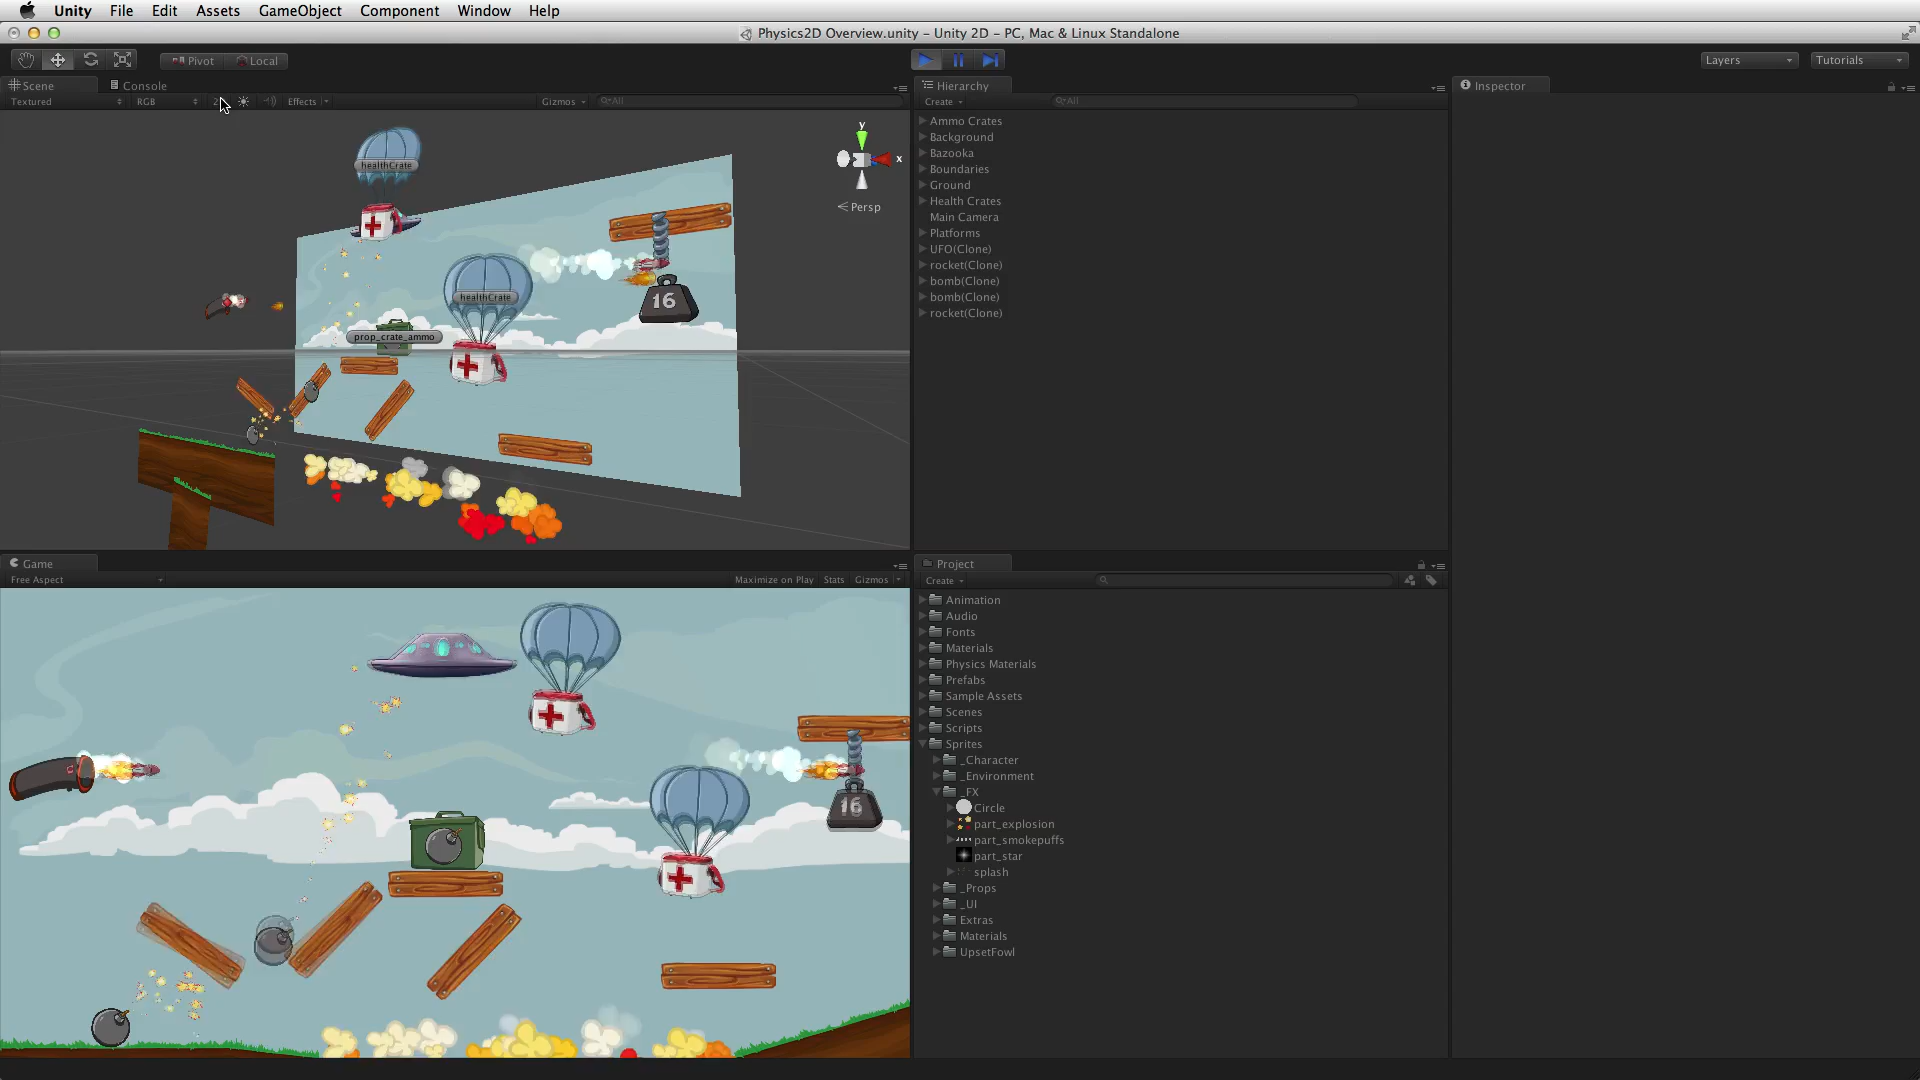 Unity File Edit Assets GameObject Component Window Help
Physics2D Overview.unity - Unity 2D - PC, Mac & Linux Standalone
Pivot Local Layers Tutorials
Scene Console Hierarchy Inspector
Textured RGB Effects Gizmos All Create All
Ammo Crates
Background
Bazooka
Boundaries
Ground
Health Crates
Main Camera
Platforms
UFO(Clone)
rocket(Clone)
bomb(Clone)
bomb(Clone)
rocket(Clone)
y
x
Persp
healthCrate
healthCrate
16
prop_crate_ammo
Game Project
Free Aspect Maximize on Play Stats Gizmos Create
Animation
Audio
Fonts
Materials
Physics Materials
Prefabs
Sample Assets
Scenes
Scripts
Sprites
_Character
_Environment
_FX
Circle
part_explosion
part_smokepuffs
part_star
splash
_Props
_UI
Extras
Materials
UpsetFowl
16